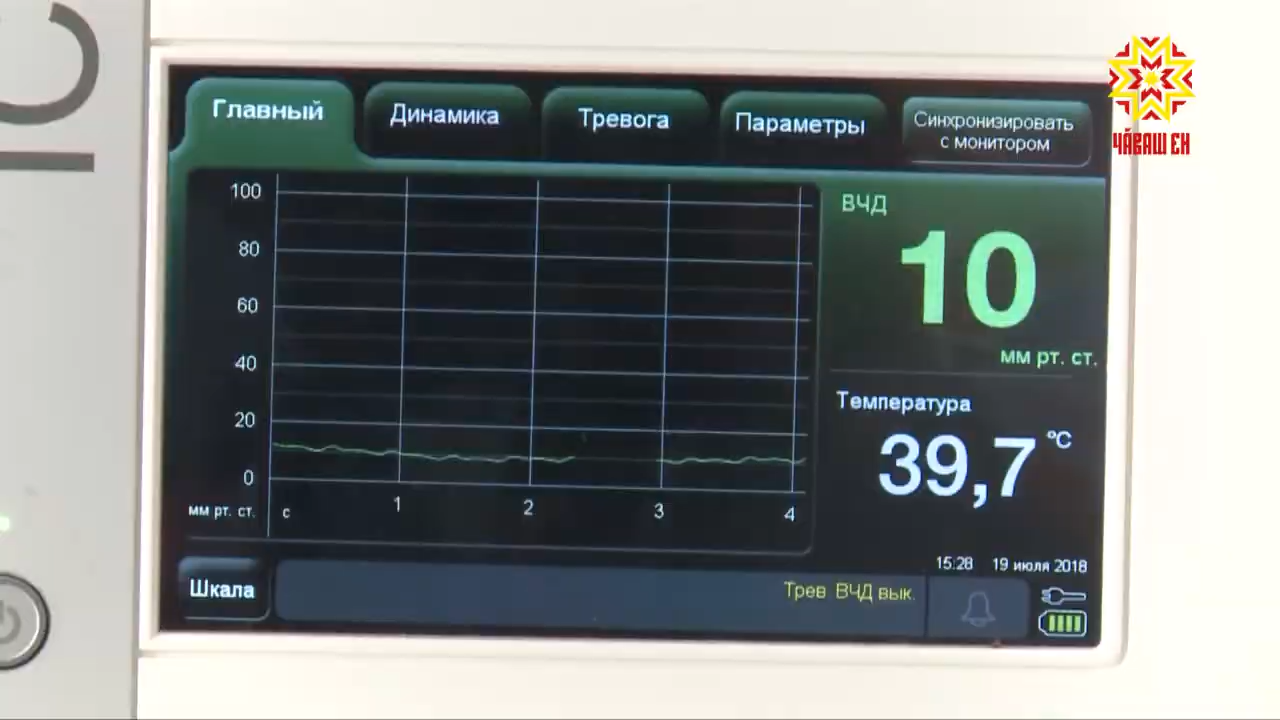 Главный
Динамика
Тревога
Параметры
Синхронизировать
с монитором
ЧӐВАШ ЕН
100
80
60
40
20
0
мм рт. ст.
с
1
2
3
4
ВЧД
10
мм рт. ст.
Температура
39,7 °C
15:28 19 июля 2018
Шкала
Трев ВЧД вык.